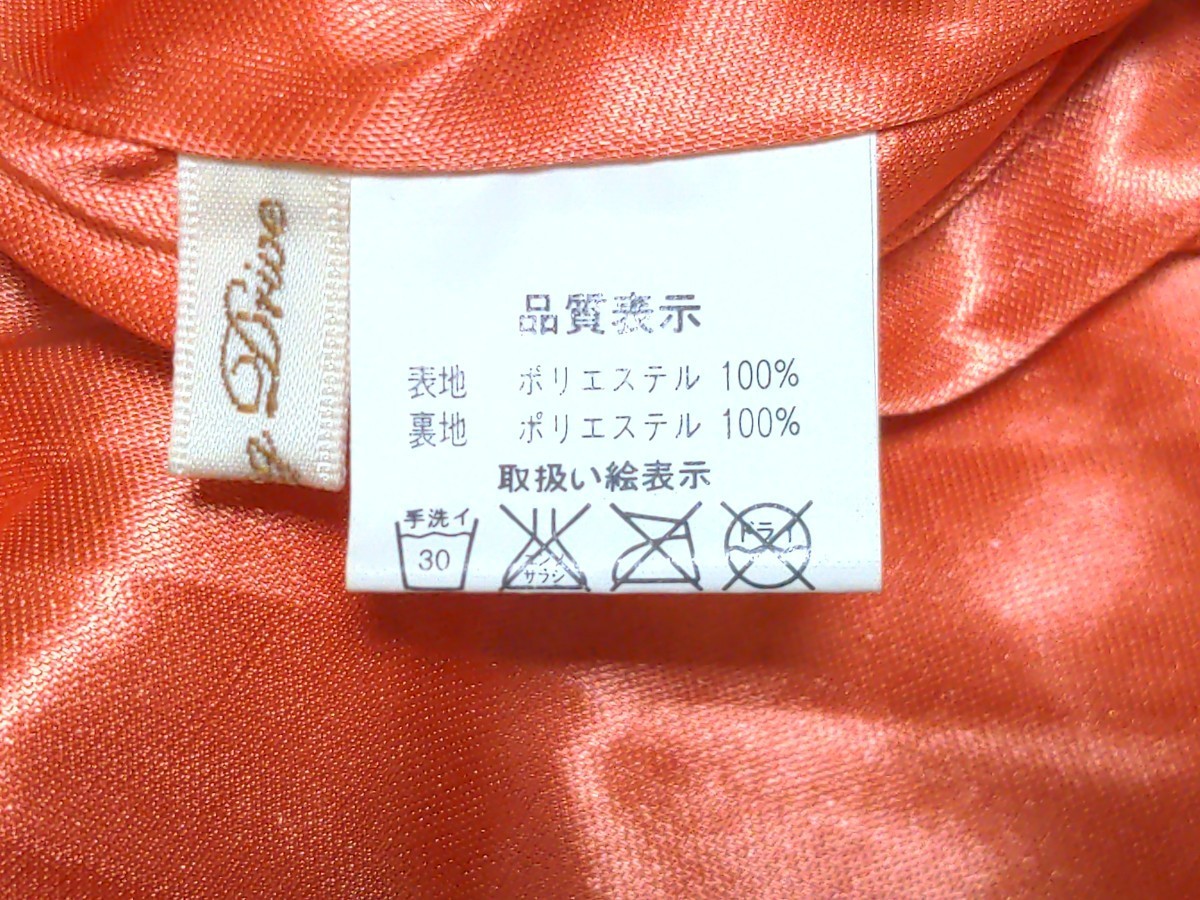 Drive
品質表示
表地 ポリエステル 100%
裏地 ポリエステル 100%
取扱い絵表示
手洗イ
30
エンソ
サラシ
ドライ